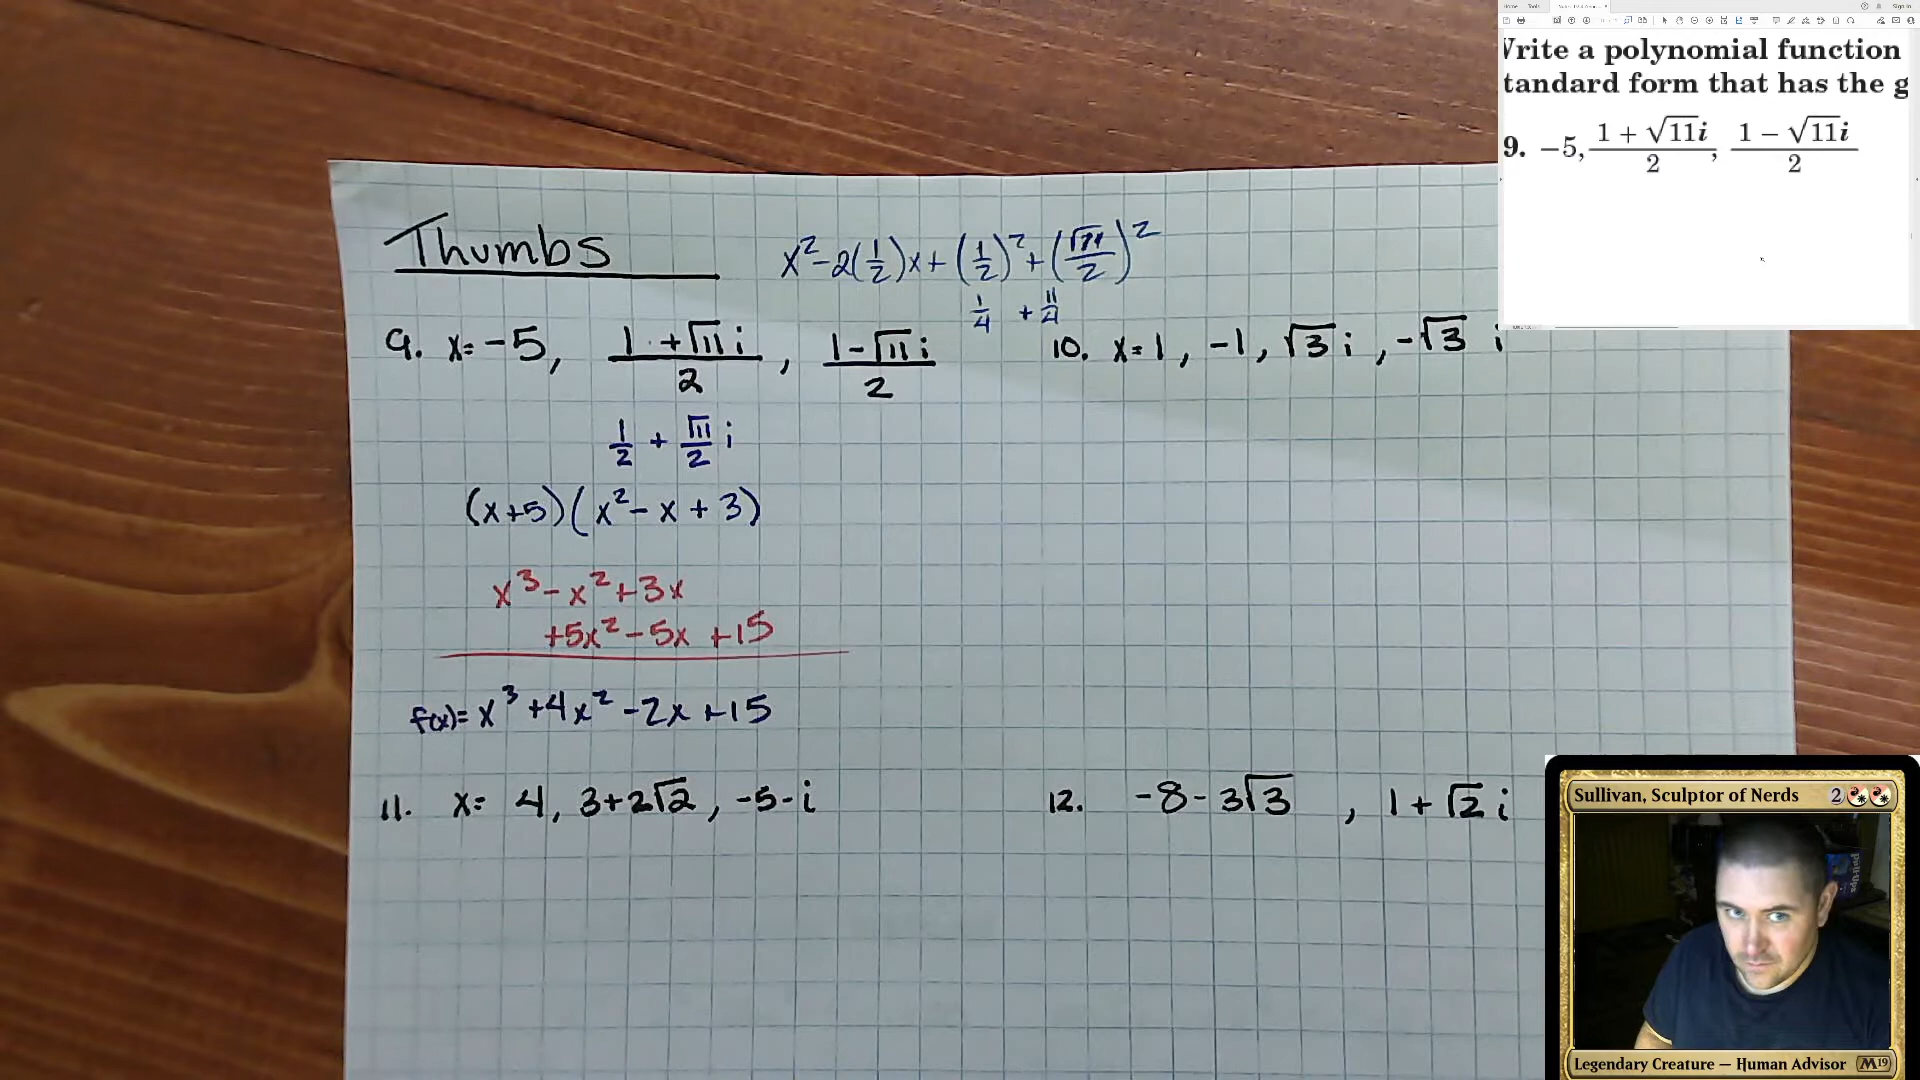 Write a polynomial function
tandard form that has the g
9. −5, (1 + √11i)/2, (1 − √11i)/2
Thumbs
x² - 2(1/2)x + (1/2)² + (√11/2)²
1/4 + 11/4
9. x = -5, (1 + √11 i)/2, (1 - √11 i)/2
10. x = 1, -1, √3 i, -√3 i
1/2 + √11/2 i
(x+5)(x² - x + 3)
x³ - x² + 3x
+5x² - 5x + 15
f(x) = x³ + 4x² - 2x + 15
11. x = 4, 3+2√2, -5-i
12. -8-3√3, 1+√2 i
Sullivan, Sculptor of Nerds 2
Pull-Ups
Legendary Creature — Human Advisor M19